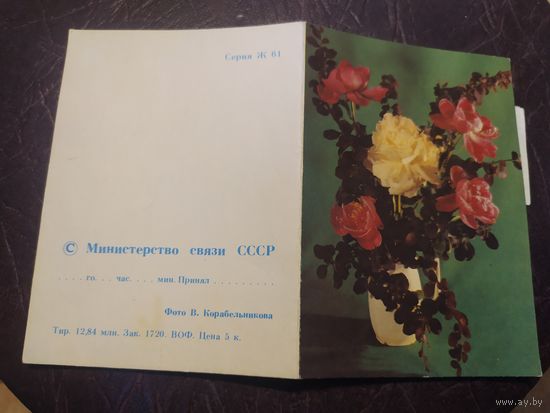 Серия Ж 61
© Министерство связи СССР
. . . . го. . . час. . . . мин. Принял . . . . . . . . .
Фото В. Корабельникова
Тир. 12,84 млн. Зак. 1720. ВОФ. Цена 5 к.
www.ay.by